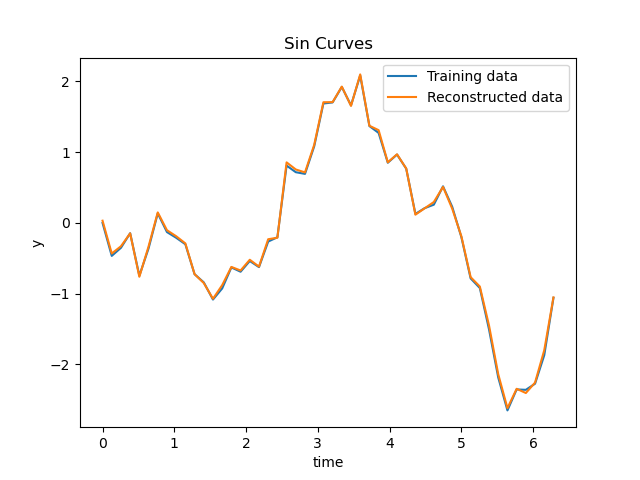 Sin Curves
Training data
Reconstructed data
2
1
0
−1
−2
y
0 1 2 3 4 5 6
time